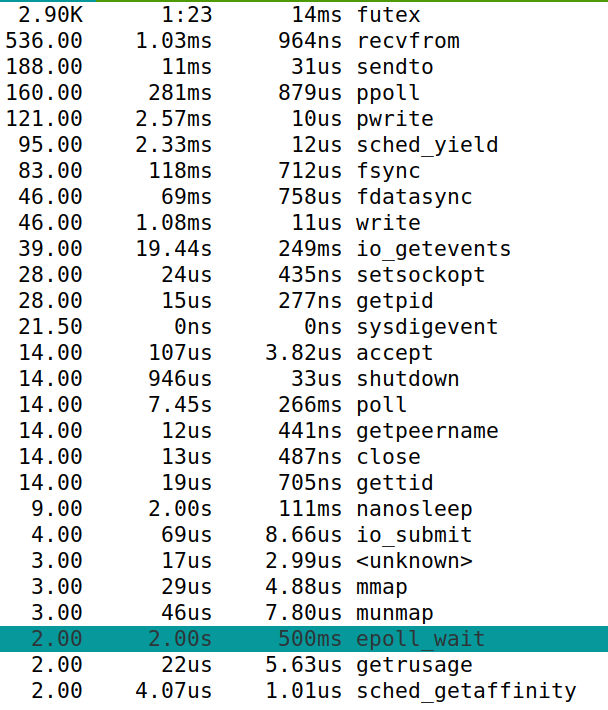 2.90K 1:23 14ms futex
536.00 1.03ms 964ns recvfrom
188.00 11ms 31us sendto
160.00 281ms 879us ppoll
121.00 2.57ms 10us pwrite
95.00 2.33ms 12us sched_yield
83.00 118ms 712us fsync
46.00 69ms 758us fdatasync
46.00 1.08ms 11us write
39.00 19.44s 249ms io_getevents
28.00 24us 435ns setsockopt
28.00 15us 277ns getpid
21.50 0ns 0ns sysdigevent
14.00 107us 3.82us accept
14.00 946us 33us shutdown
14.00 7.45s 266ms poll
14.00 12us 441ns getpeername
14.00 13us 487ns close
14.00 19us 705ns gettid
9.00 2.00s 111ms nanosleep
4.00 69us 8.66us io_submit
3.00 17us 2.99us <unknown>
3.00 29us 4.88us mmap
3.00 46us 7.80us munmap
2.00 2.00s 500ms epoll_wait
2.00 22us 5.63us getrusage
2.00 4.07us 1.01us sched_getaffinity